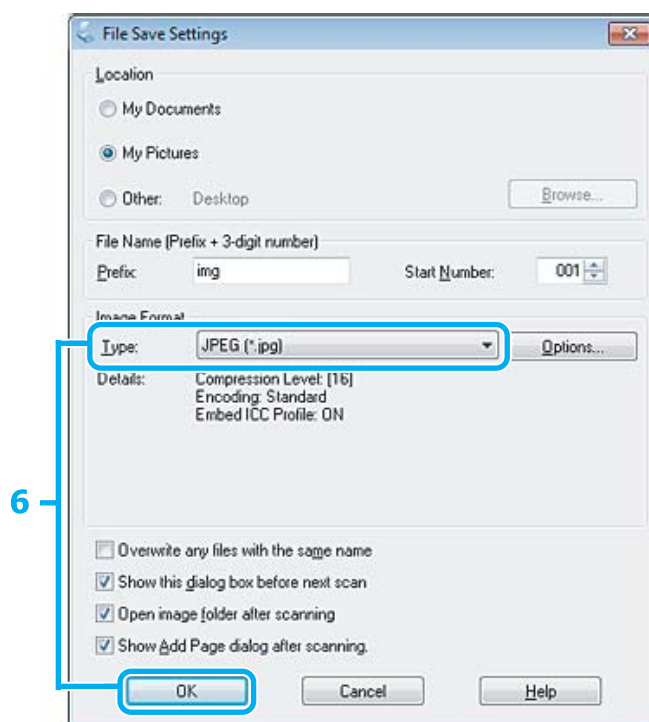 File Save Settings
Location
My Documents
My Pictures
Other: Desktop Browse...
File Name (Prefix + 3-digit number)
Prefix: img Start Number: 001
Image Format
Type: JPEG (*.jpg) Options...
Details: Compression Level: [16]
Encoding: Standard
Embed ICC Profile: ON
6
Overwrite any files with the same name
Show this dialog box before next scan
Open image folder after scanning
Show Add Page dialog after scanning.
OK Cancel Help